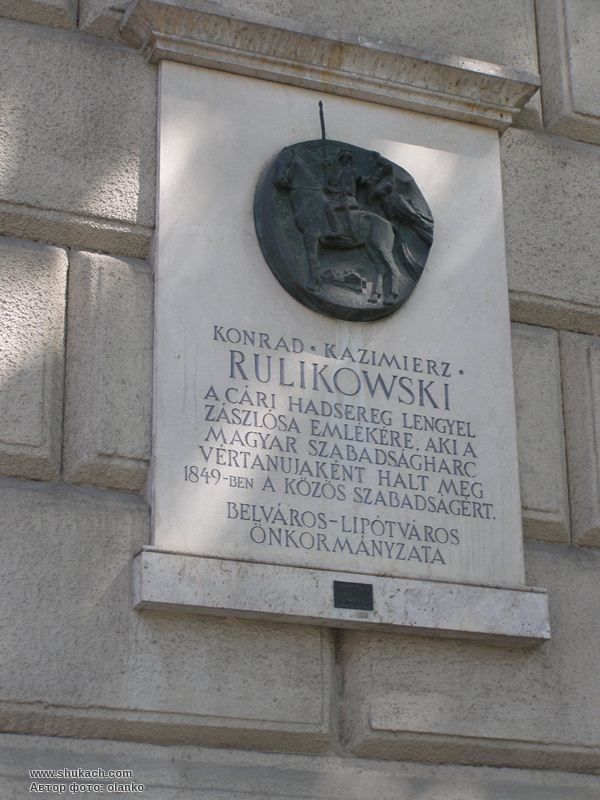 KONRAD · KAZIMIERZ ·
RULIKOWSKI
A CÁRI HADSEREG LENGYEL
ZÁSZLÓSA EMLÉKÉRE, AKI A
MAGYAR SZABADSÁGHARC
VÉRTANUJAKÉNT HALT MEG
1849-BEN A KÖZÖS SZABADSÁGÉRT.
BELVÁROS-LIPÓTVÁROS
ÖNKORMÁNYZATA
www.shukach.com
Автор фото: olanko